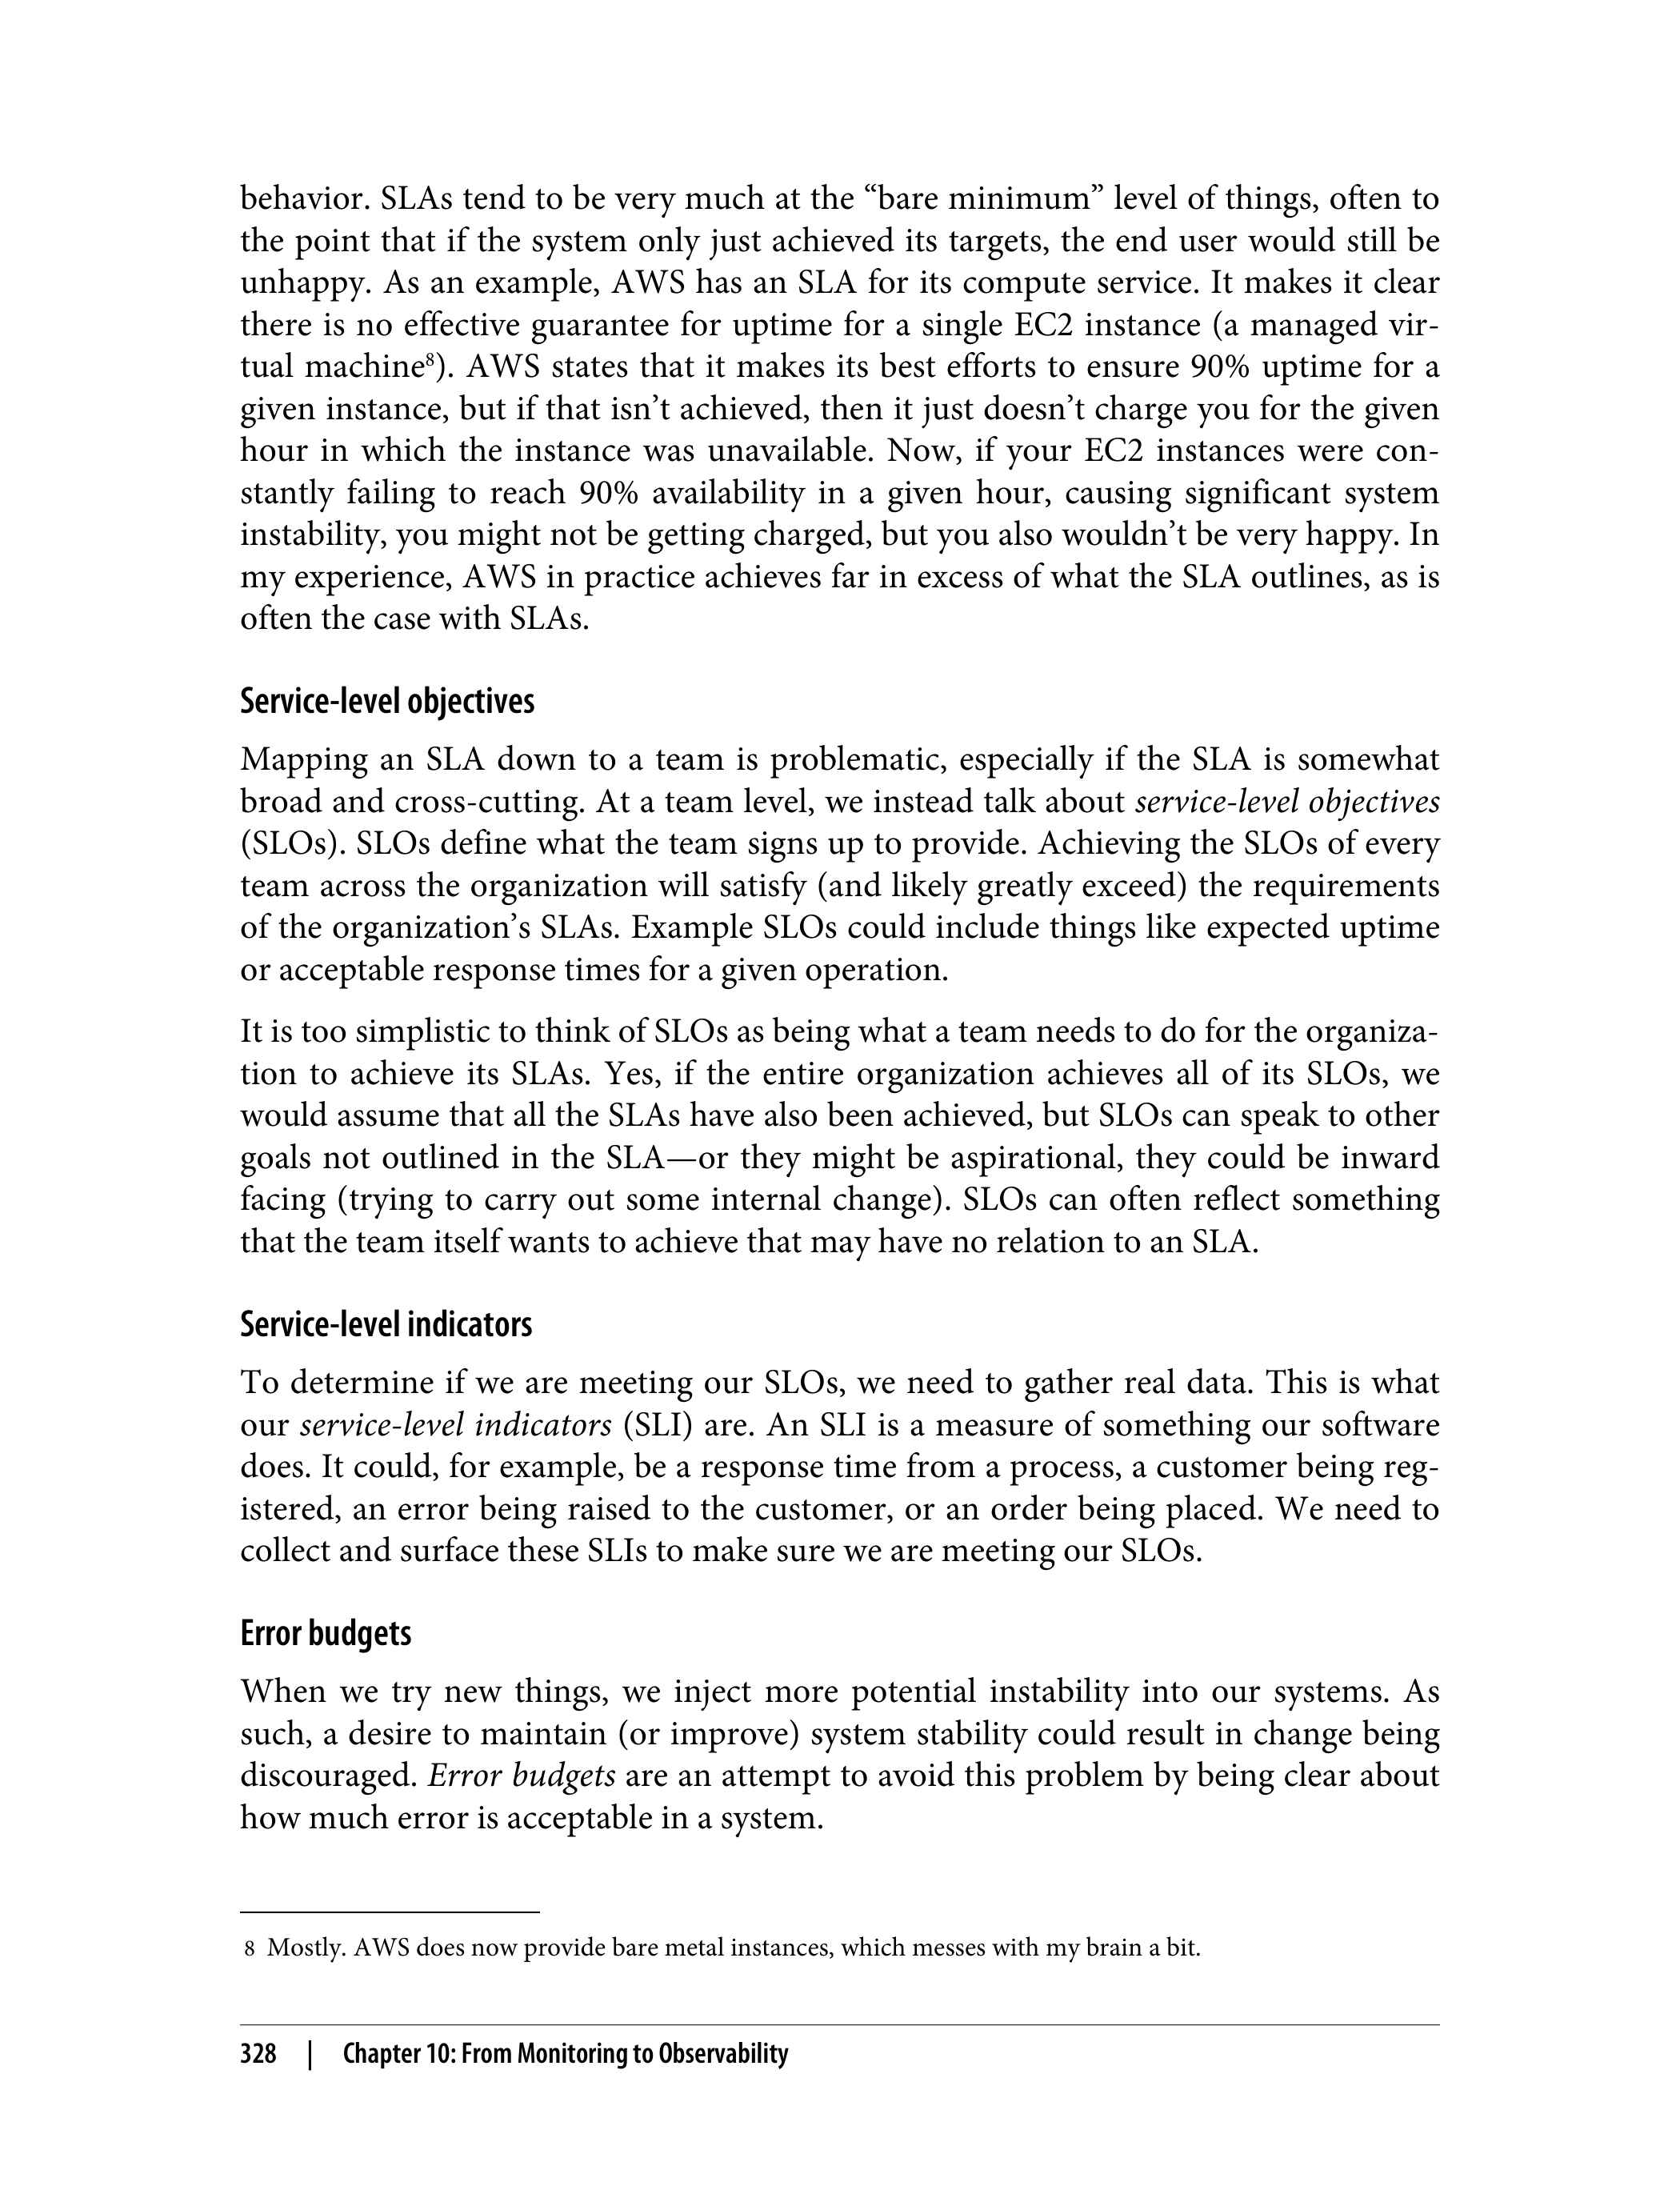 behavior. SLAs tend to be very much at the “bare minimum” level of things, often to
the point that if the system only just achieved its targets, the end user would still be
unhappy. As an example, AWS has an SLA for its compute service. It makes it clear
there is no effective guarantee for uptime for a single EC2 instance (a managed vir-
tual machine⁸). AWS states that it makes its best efforts to ensure 90% uptime for a
given instance, but if that isn’t achieved, then it just doesn’t charge you for the given
hour in which the instance was unavailable. Now, if your EC2 instances were con-
stantly failing to reach 90% availability in a given hour, causing significant system
instability, you might not be getting charged, but you also wouldn’t be very happy. In
my experience, AWS in practice achieves far in excess of what the SLA outlines, as is
often the case with SLAs.
Service-level objectives
Mapping an SLA down to a team is problematic, especially if the SLA is somewhat
broad and cross-cutting. At a team level, we instead talk about service-level objectives
(SLOs). SLOs define what the team signs up to provide. Achieving the SLOs of every
team across the organization will satisfy (and likely greatly exceed) the requirements
of the organization’s SLAs. Example SLOs could include things like expected uptime
or acceptable response times for a given operation.
It is too simplistic to think of SLOs as being what a team needs to do for the organiza-
tion to achieve its SLAs. Yes, if the entire organization achieves all of its SLOs, we
would assume that all the SLAs have also been achieved, but SLOs can speak to other
goals not outlined in the SLA—or they might be aspirational, they could be inward
facing (trying to carry out some internal change). SLOs can often reflect something
that the team itself wants to achieve that may have no relation to an SLA.
Service-level indicators
To determine if we are meeting our SLOs, we need to gather real data. This is what
our service-level indicators (SLI) are. An SLI is a measure of something our software
does. It could, for example, be a response time from a process, a customer being reg-
istered, an error being raised to the customer, or an order being placed. We need to
collect and surface these SLIs to make sure we are meeting our SLOs.
Error budgets
When we try new things, we inject more potential instability into our systems. As
such, a desire to maintain (or improve) system stability could result in change being
discouraged. Error budgets are an attempt to avoid this problem by being clear about
how much error is acceptable in a system.
8 Mostly. AWS does now provide bare metal instances, which messes with my brain a bit.
328 | Chapter 10: From Monitoring to Observability